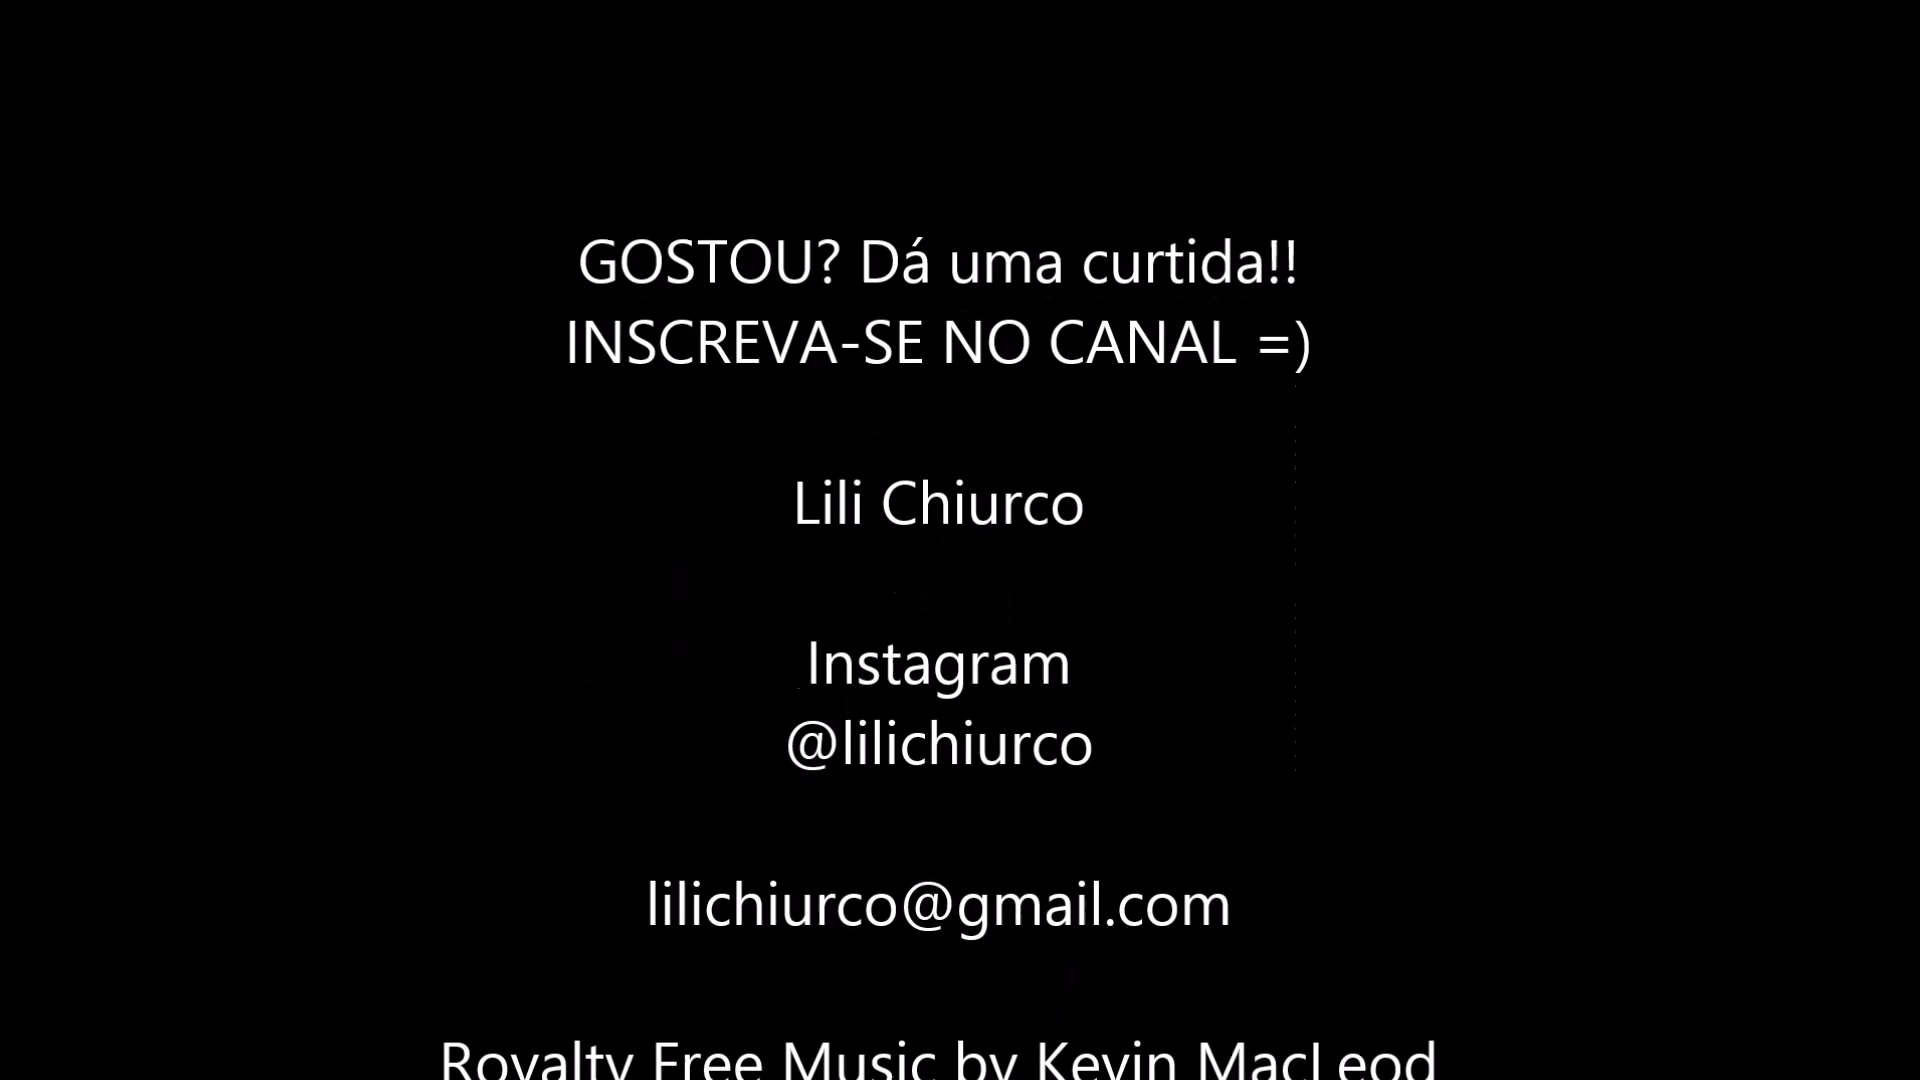 GOSTOU? Dá uma curtida!!
INSCREVA-SE NO CANAL =)
Lili Chiurco
Instagram
@lilichiurco
lilichiurco@gmail.com
Royalty Free Music by Kevin MacLeod